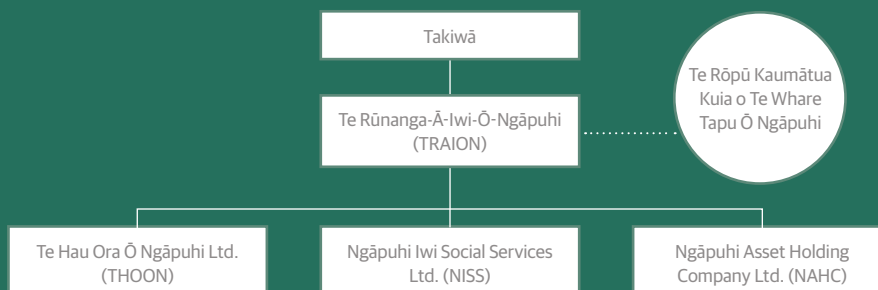 Takiwā
Te Rūnanga-Ā-Iwi-Ō-Ngāpuhi
(TRAION)
Te Rōpū Kaumātua
Kuia o Te Whare
Tapu Ō Ngāpuhi
Te Hau Ora Ō Ngāpuhi Ltd.
(THOON)
Ngāpuhi Iwi Social Services
Ltd. (NISS)
Ngāpuhi Asset Holding
Company Ltd. (NAHC)